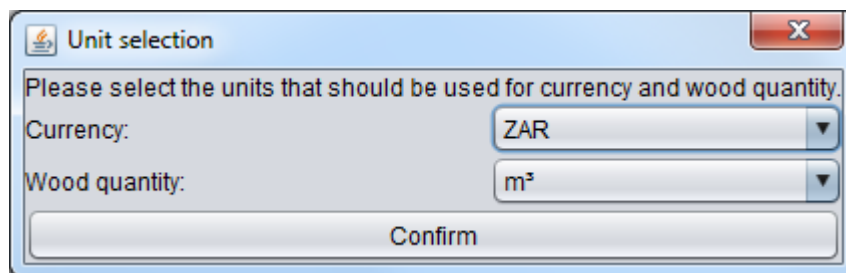 Unit selection
Please select the units that should be used for currency and wood quantity.
Currency: ZAR
Wood quantity: m³
Confirm